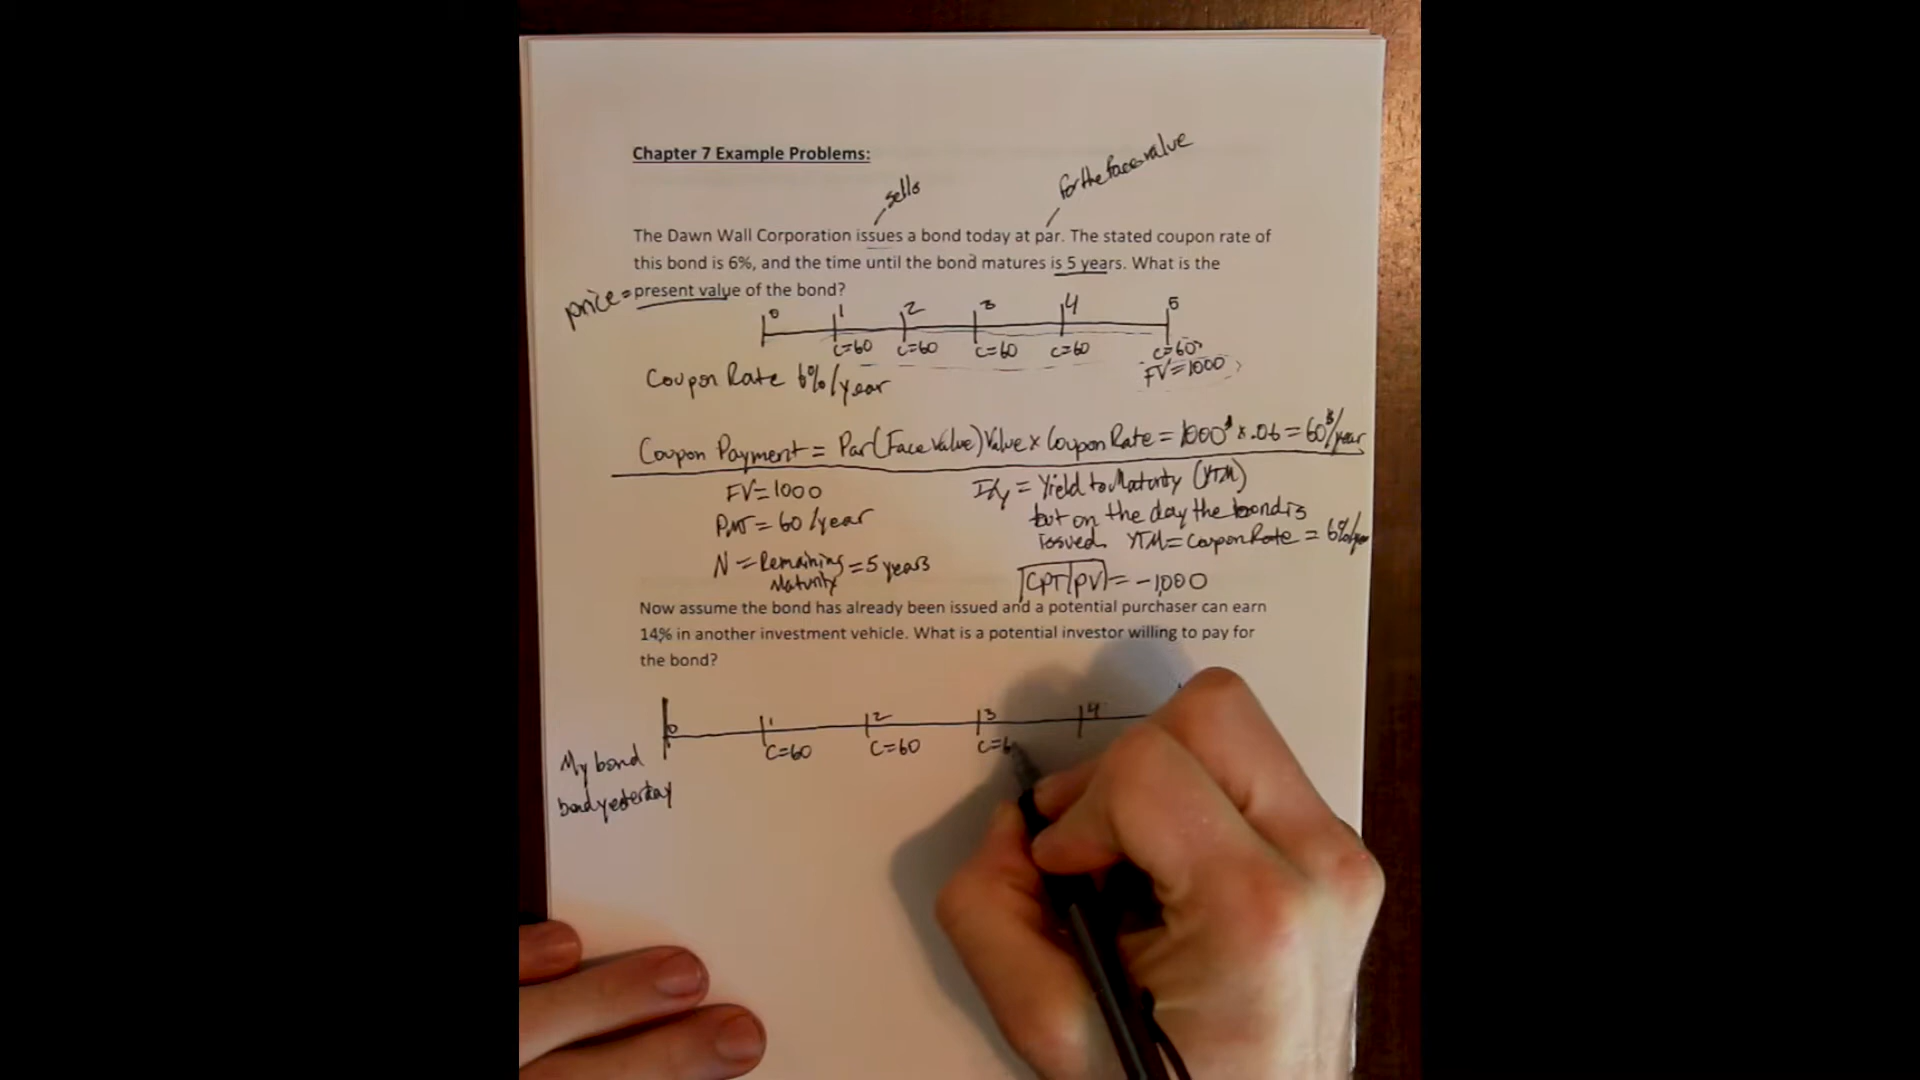 Chapter 7 Example Problems:
sells
for the face value
The Dawn Wall Corporation issues a bond today at par. The stated coupon rate of
this bond is 6%, and the time until the bond matures is 5 years. What is the
price = present value of the bond?
0 1 2 3 4 5
C=60 C=60 C=60 C=60 C=60
FV=1000
Coupon Rate 6%/year
Coupon Payment = Par (Face Value) Value x Coupon Rate = 1000$ x .06 = 60$/year
FV=1000
PMT = 60/year
N = Remaining Maturity = 5 years
I/y = Yield to Maturity (YTM)
but on the day the bond is
issued YTM = Coupon Rate = 6%/year
CPT PV = -1,000
Now assume the bond has already been issued and a potential purchaser can earn
14% in another investment vehicle. What is a potential investor willing to pay for
the bond?
0 1 2 3 4
C=60 C=60 C=6
My bond
bond yesterday